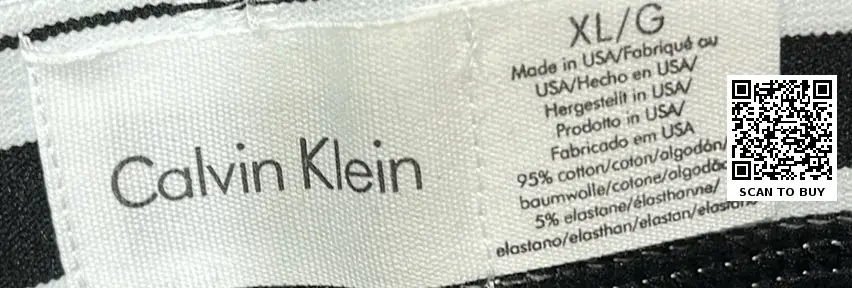 Calvin Klein
XL/G
Made in USA/Fabriqué au
USA/Hecho en USA/
Hergestellt in USA/
Prodotto in USA/
Fabricado em USA
95% cotton/coton/algodón/
baumwolle/cotone/algodão
5% elastane/élasthanne/
elastano/elasthan/elastan/
SCAN TO BUY